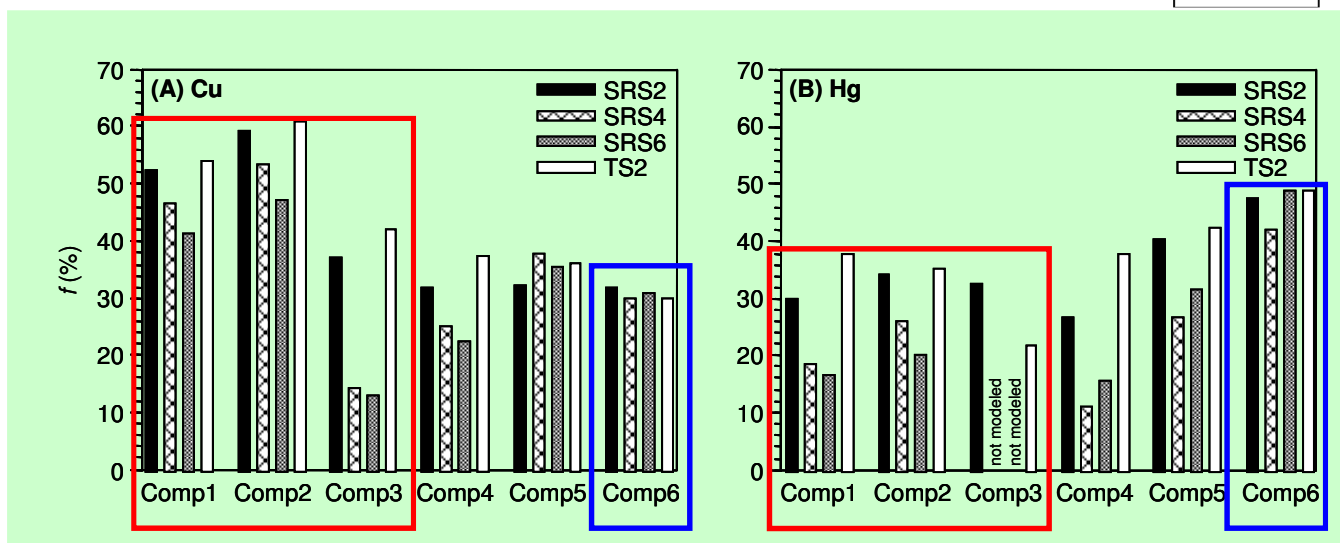 (A) Cu
SRS2
SRS4
SRS6
TS2
f (%)
70
60
50
40
30
20
10
0
Comp1 Comp2 Comp3 Comp4 Comp5 Comp6
(B) Hg
SRS2
SRS4
SRS6
TS2
70
60
50
40
30
20
10
0
not modeled
not modeled
Comp1 Comp2 Comp3 Comp4 Comp5 Comp6